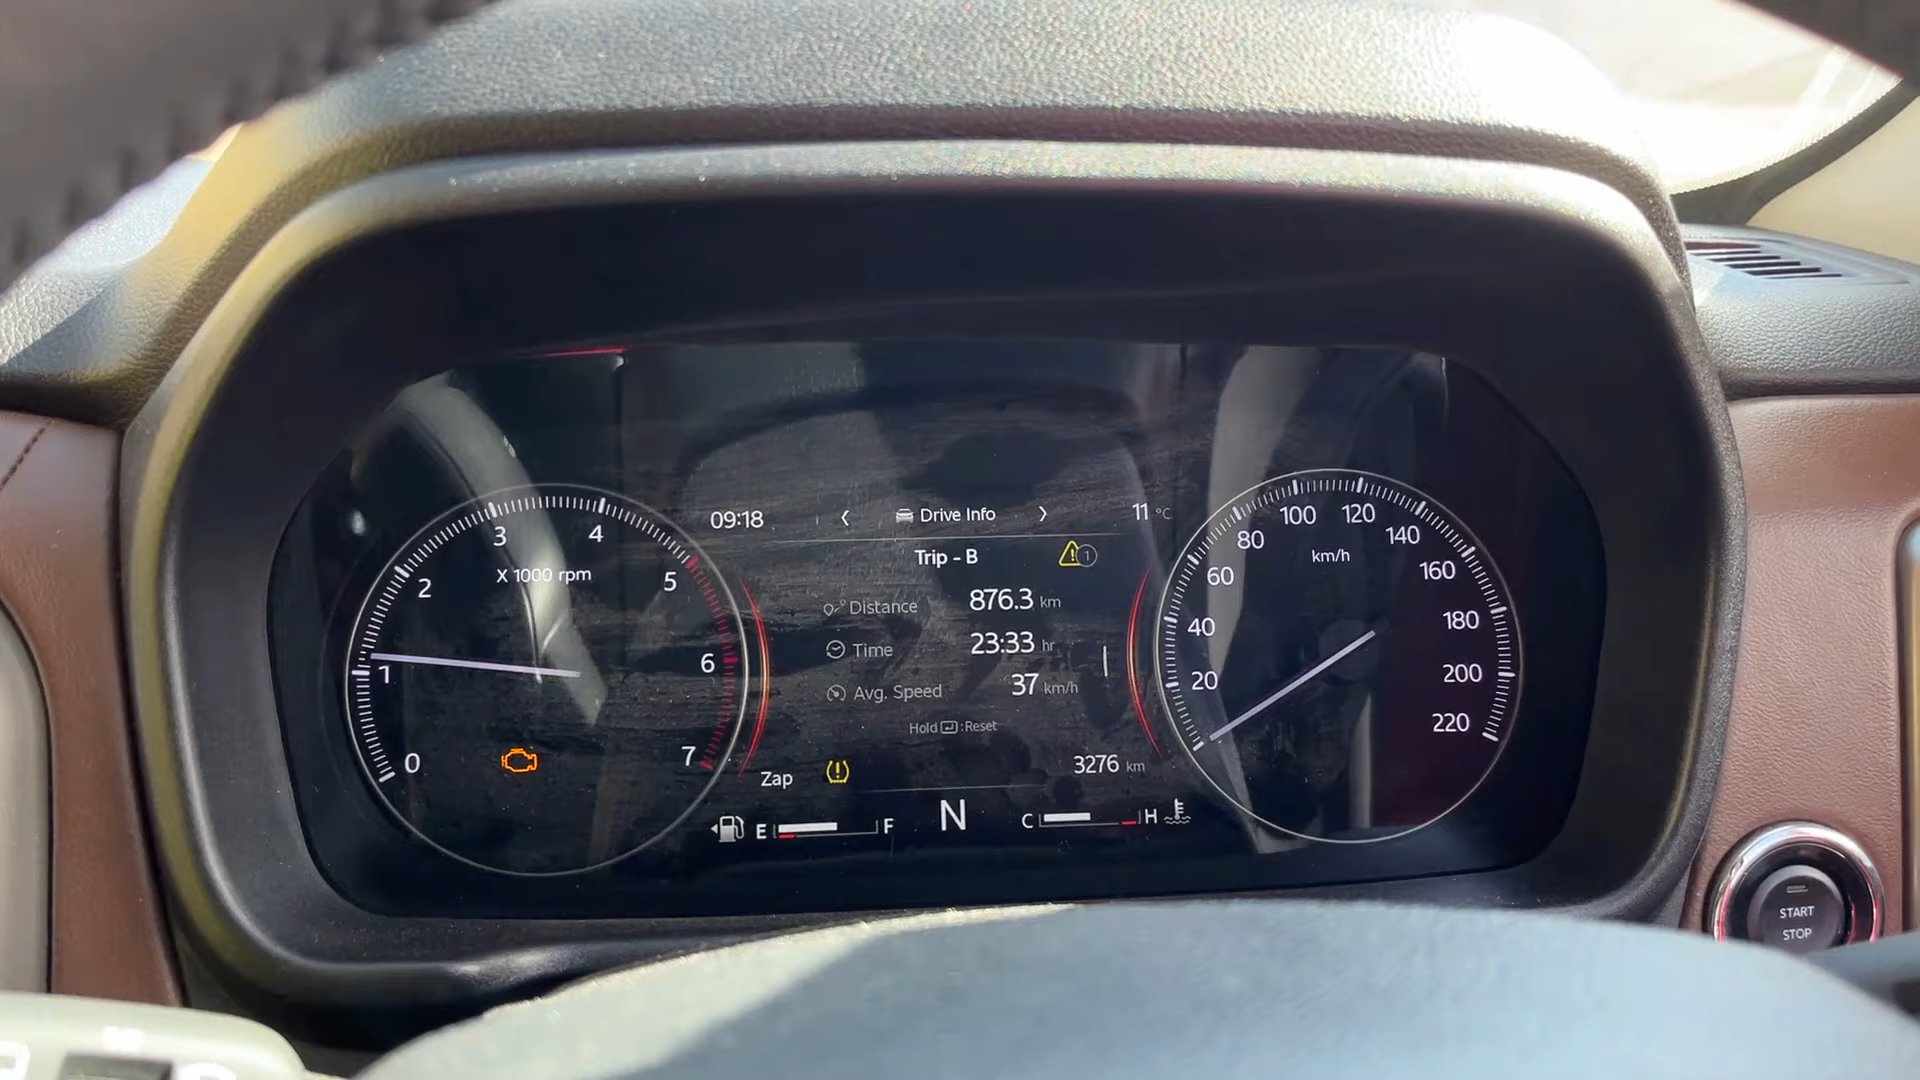 09:18
Drive Info
11 °C
Trip - B
1
Distance 876.3 km
Time 23:33 hr
Avg. Speed 37 km/h
Hold :Reset
Zap
3276 km
E F
N
C H
0 1 2 3 4 5 6 7
X 1000 rpm
20 40 60 80 100 120 140 160 180 200 220
km/h
START
STOP